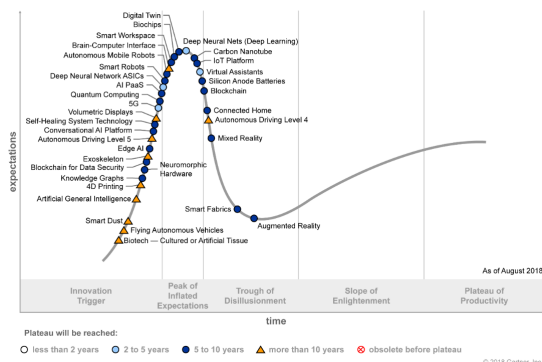 Digital Twin
Biochips
Smart Workspace
Brain-Computer Interface
Autonomous Mobile Robots
Smart Robots
Deep Neural Network ASICs
AI PaaS
Quantum Computing
5G
Volumetric Displays
Self-Healing System Technology
Conversational AI Platform
Autonomous Driving Level 5
Edge AI
Exoskeleton
Blockchain for Data Security
Neuromorphic
Hardware
Knowledge Graphs
4D Printing
Artificial General Intelligence
Smart Dust
Flying Autonomous Vehicles
Biotech — Cultured or Artificial Tissue
Deep Neural Nets (Deep Learning)
Carbon Nanotube
IoT Platform
Virtual Assistants
Silicon Anode Batteries
Blockchain
Connected Home
Autonomous Driving Level 4
Mixed Reality
Smart Fabrics
Augmented Reality
expectations
As of August 2018
Innovation
Trigger
Peak of
Inflated
Expectations
Trough of
Disillusionment
Slope of
Enlightenment
Plateau of
Productivity
time
Plateau will be reached:
less than 2 years
2 to 5 years
5 to 10 years
more than 10 years
obsolete before plateau
© 2018 Gartner, Inc.